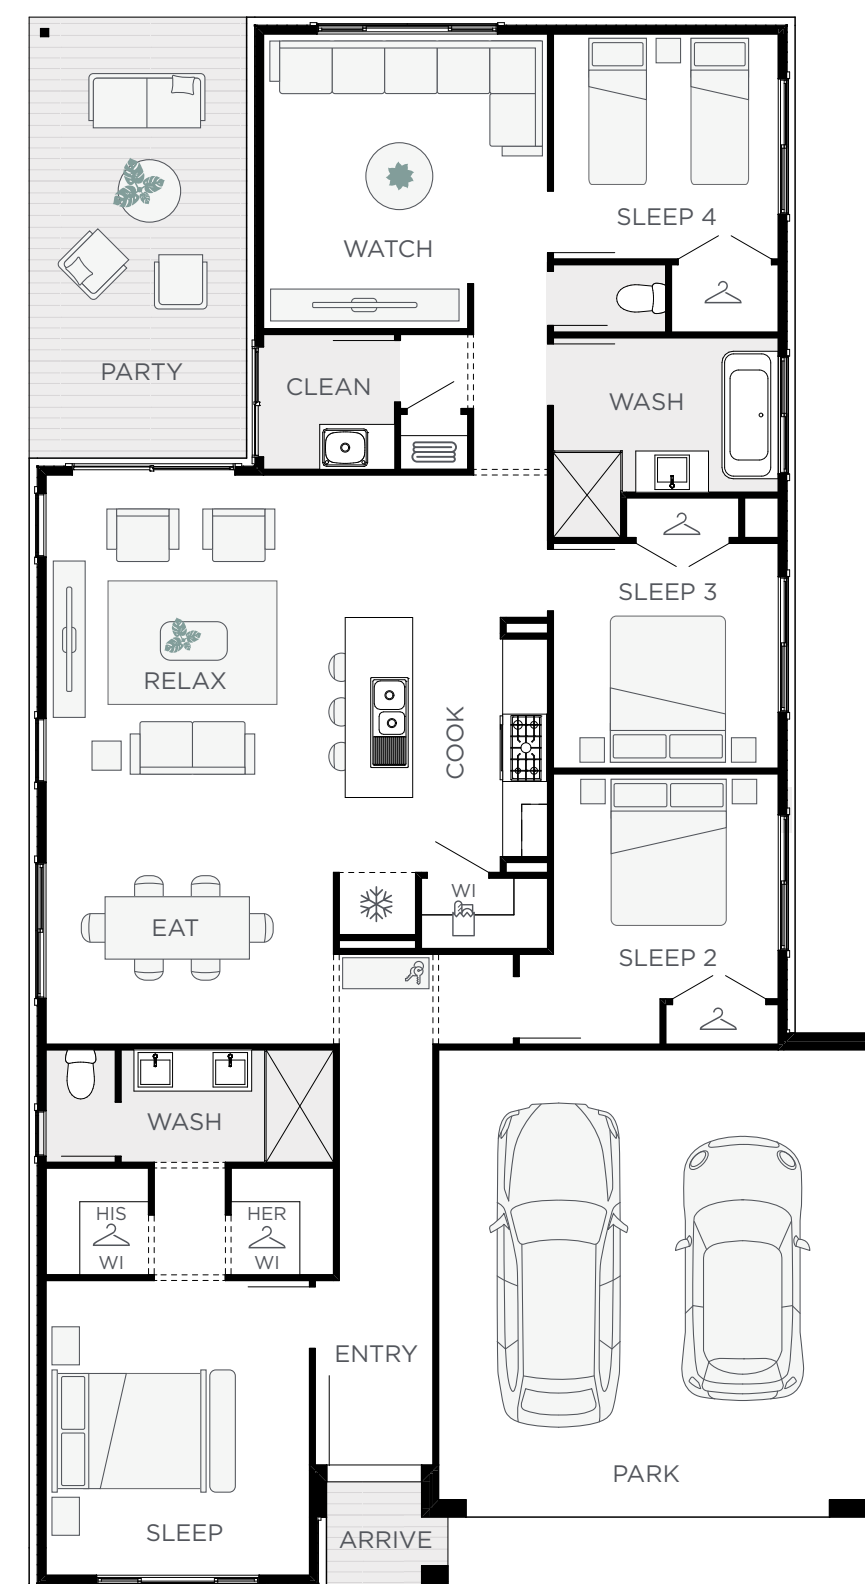 SLEEP 4
WATCH
PARTY
CLEAN
WASH
SLEEP 3
RELAX
COOK
WI
EAT
SLEEP 2
WASH
HIS
WI
HER
WI
ENTRY
PARK
SLEEP
ARRIVE